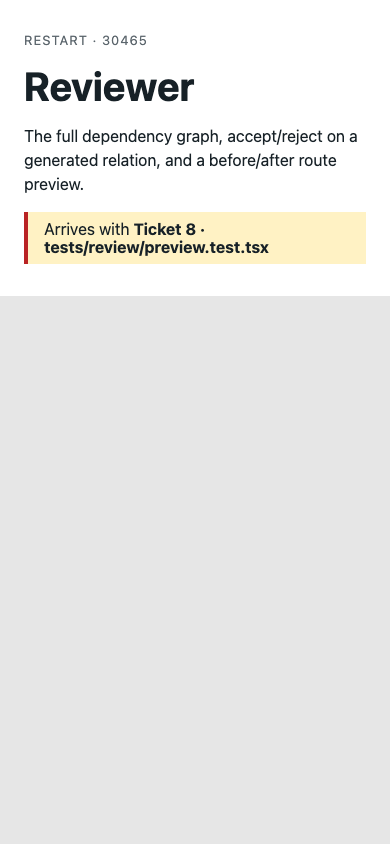 RESTART · 30465
Reviewer
The full dependency graph, accept/reject on a
generated relation, and a before/after route
preview.
Arrives with Ticket 8 ·
tests/review/preview.test.tsx